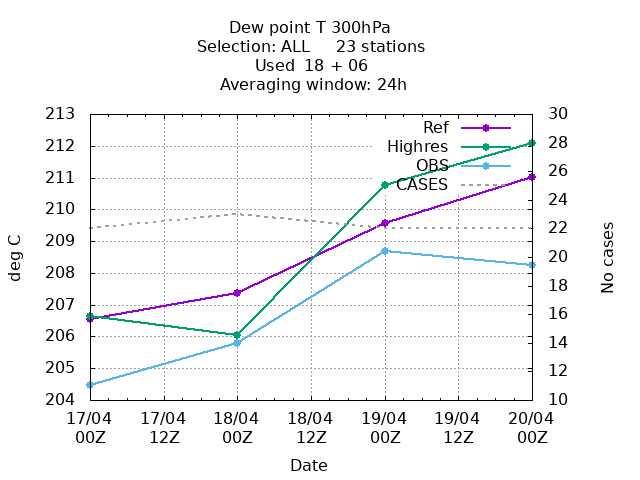 Dew point T 300hPa
Selection: ALL     23 stations
Used  18 + 06
Averaging window: 24h
213
212
211
210
209
208
207
206
205
204
30
28
26
24
22
20
18
16
14
12
10
Ref
Highres
OBS
CASES
deg C
No cases
17/04 17/04 18/04 18/04 19/04 19/04 20/04
00Z 12Z 00Z 12Z 00Z 12Z 00Z
Date